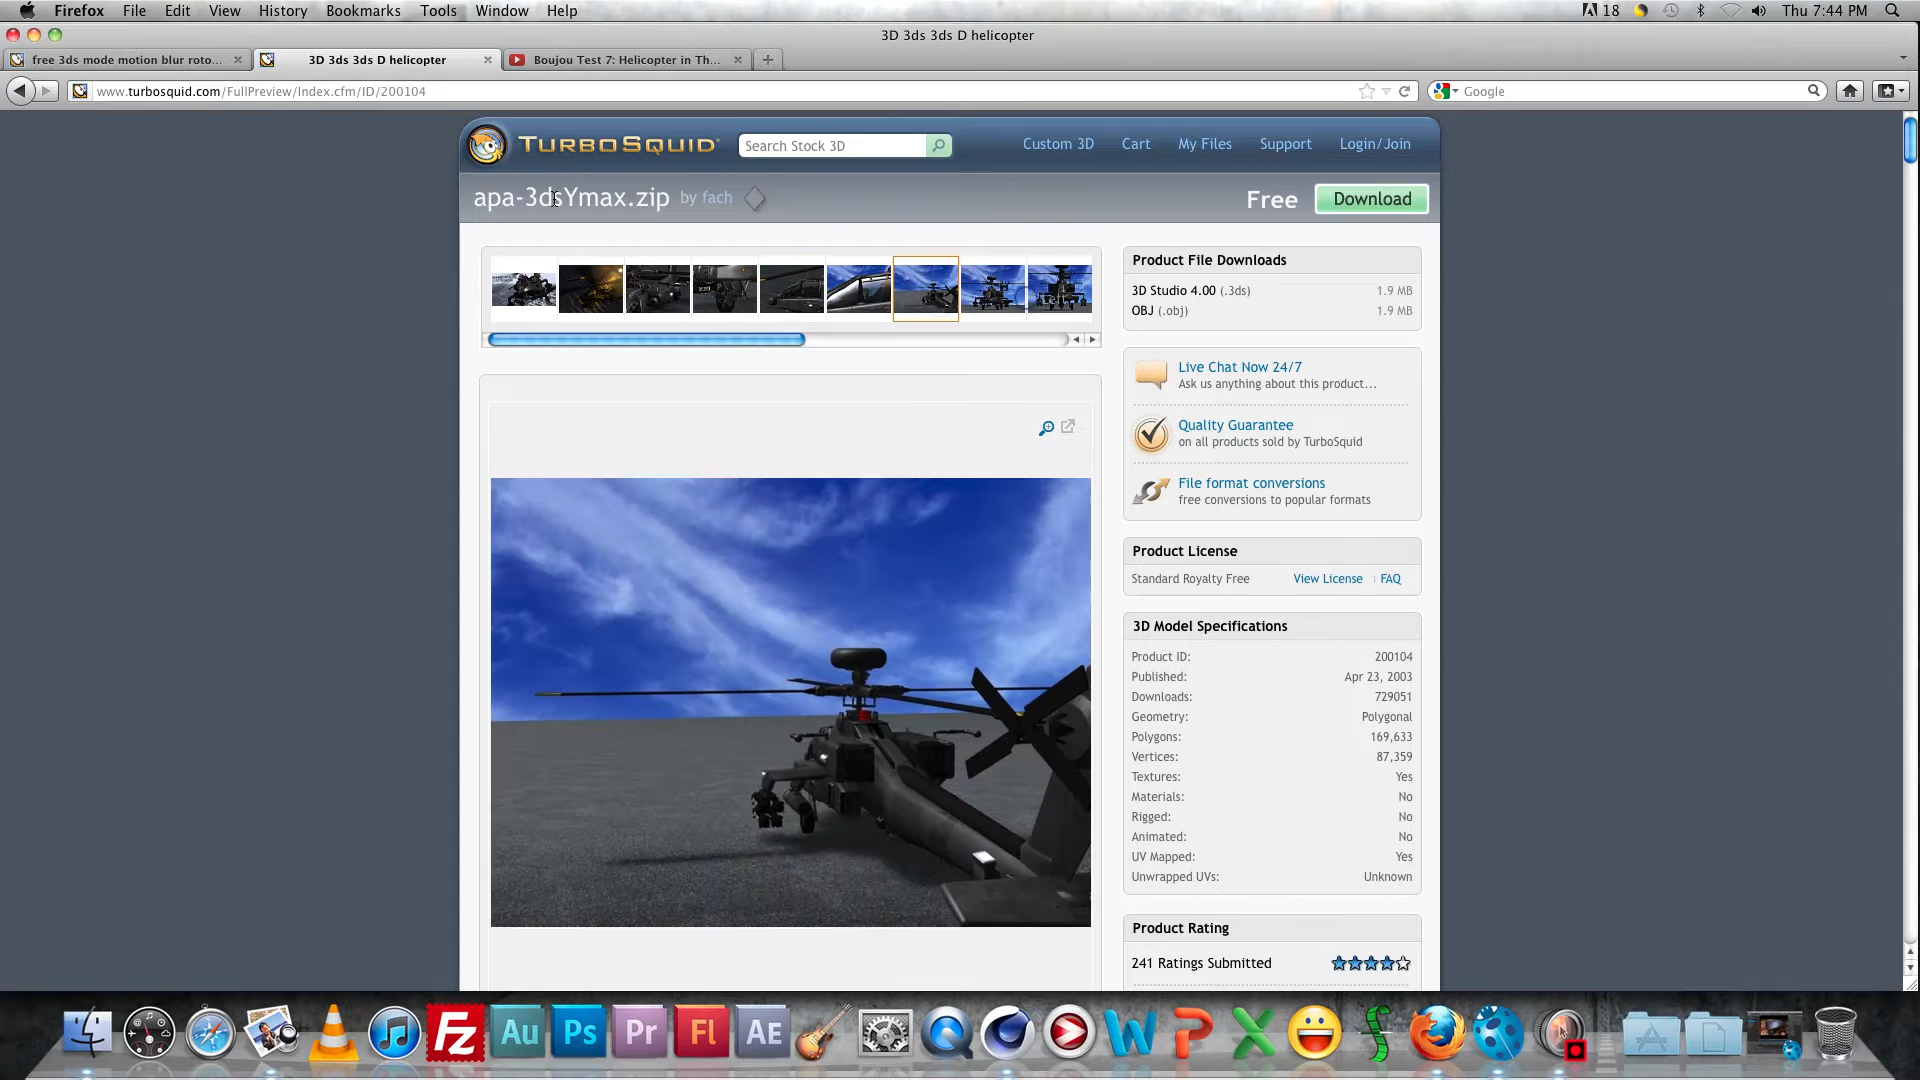 Firefox File Edit View History Bookmarks Tools Window Help 18 Thu 7:44 PM
3D 3ds 3ds D helicopter
free 3ds mode motion blur roto... 3D 3ds 3ds D helicopter Boujou Test 7: Helicopter in Th...
www.turbosquid.com/FullPreview/Index.cfm/ID/200104 Google
TURBOSQUID Search Stock 3D Custom 3D Cart My Files Support Login/Join
apa-3dsYmax.zip by fach Free Download
Product File Downloads
3D Studio 4.00 (.3ds) 1.9 MB
OBJ (.obj) 1.9 MB
Live Chat Now 24/7
Ask us anything about this product...
Quality Guarantee
on all products sold by TurboSquid
File format conversions
free conversions to popular formats
Product License
Standard Royalty Free View License FAQ
3D Model Specifications
Product ID: 200104
Published: Apr 23, 2003
Downloads: 729051
Geometry: Polygonal
Polygons: 169,633
Vertices: 87,359
Textures: Yes
Materials: No
Rigged: No
Animated: No
UV Mapped: Yes
Unwrapped UVs: Unknown
Product Rating
241 Ratings Submitted
Fz Au Ps Pr Fl AE W P X